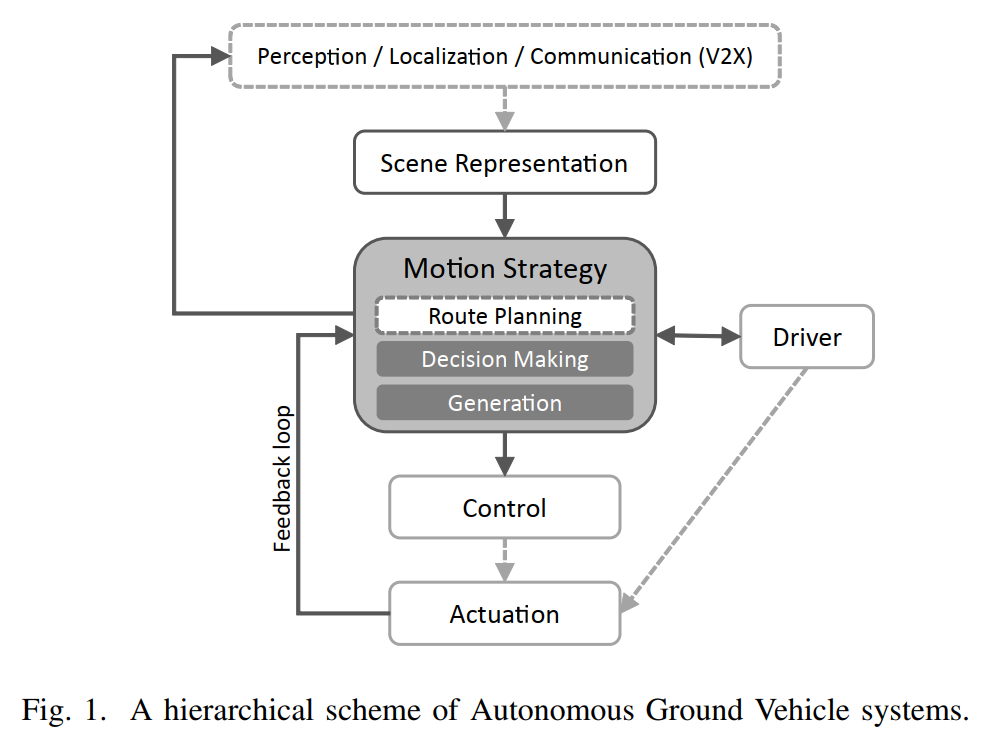 Perception / Localization / Communication (V2X)
Scene Representation
Motion Strategy
Route Planning
Decision Making
Generation
Driver
Feedback loop
Control
Actuation
Fig. 1. A hierarchical scheme of Autonomous Ground Vehicle systems.